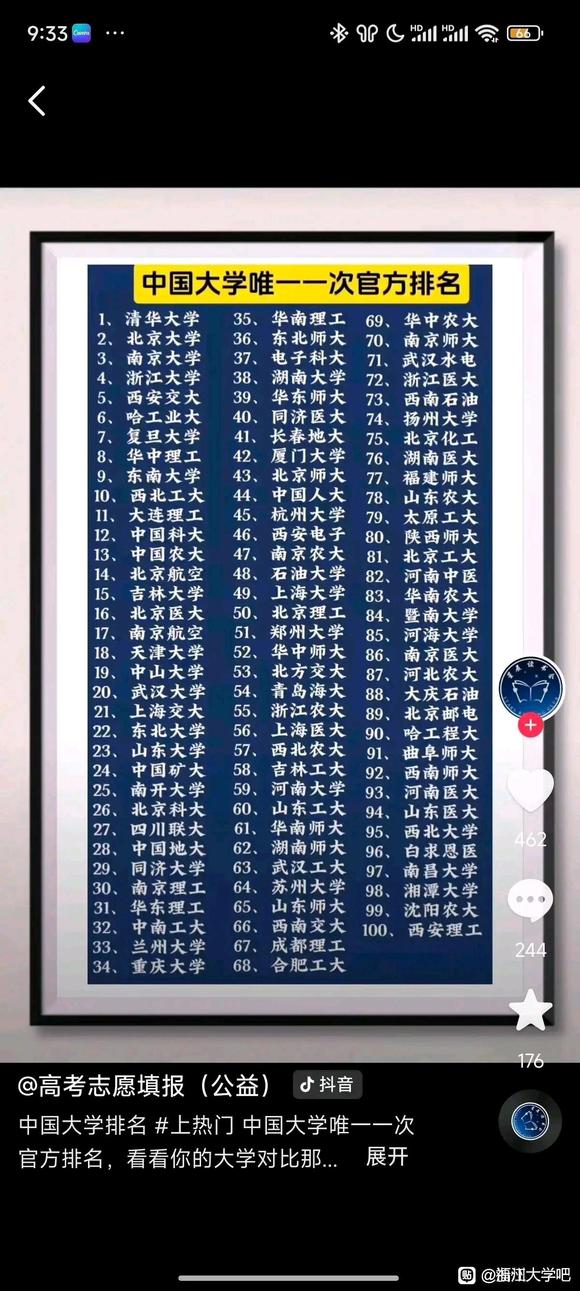 9:33
HD
HD
66
中国大学唯一一次官方排名
1、清华大学
2、北京大学
3、南京大学
4、浙江大学
5、西安交大
6、哈工业大
7、复旦大学
8、华中理工
9、东南大学
10、西北工大
11、大连理工
12、中国科大
13、中国农大
14、北京航空
15、吉林大学
16、北京医大
17、南京航空
18、天津大学
19、中山大学
20、武汉大学
21、上海交大
22、东北大学
23、山东大学
24、中国矿大
25、南开大学
26、北京科大
27、四川联大
28、中国地大
29、同济大学
30、南京理工
31、华东理工
32、中南工大
33、兰州大学
34、重庆大学
35、华南理工
36、东北师大
37、电子科大
38、湖南大学
39、华东师大
40、同济医大
41、长春地大
42、厦门大学
43、北京师大
44、中国人大
45、杭州大学
46、西安电子
47、南京农大
48、石油大学
49、上海大学
50、北京理工
51、郑州大学
52、华中师大
53、北方交大
54、青岛海大
55、浙江农大
56、上海医大
57、西北农大
58、吉林工大
59、河南大学
60、山东工大
61、华南师大
62、湖南师大
63、武汉工大
64、苏州大学
65、山东师大
66、西南交大
67、成都理工
68、合肥工大
69、华中农大
70、南京师大
71、武汉水电
72、浙江医大
73、西南石油
74、扬州大学
75、北京化工
76、湖南医大
77、福建师大
78、山东农大
79、太原工大
80、陕西师大
81、北京工大
82、河南中医
83、华南农大
84、暨南大学
85、河海大学
86、南京医大
87、河北农大
88、大庆石油
89、北京邮电
90、哈工程大
91、曲阜师大
92、西南师大
93、河南医大
94、山东医大
95、西北大学
96、白求恩医
97、南昌大学
98、湘潭大学
99、沈阳农大
100、西安理工
462
244
176
@高考志愿填报（公益）
抖音
中国大学排名 #上热门 中国大学唯一一次
官方排名，看看你的大学对比那... 展开
贴 @
大学吧